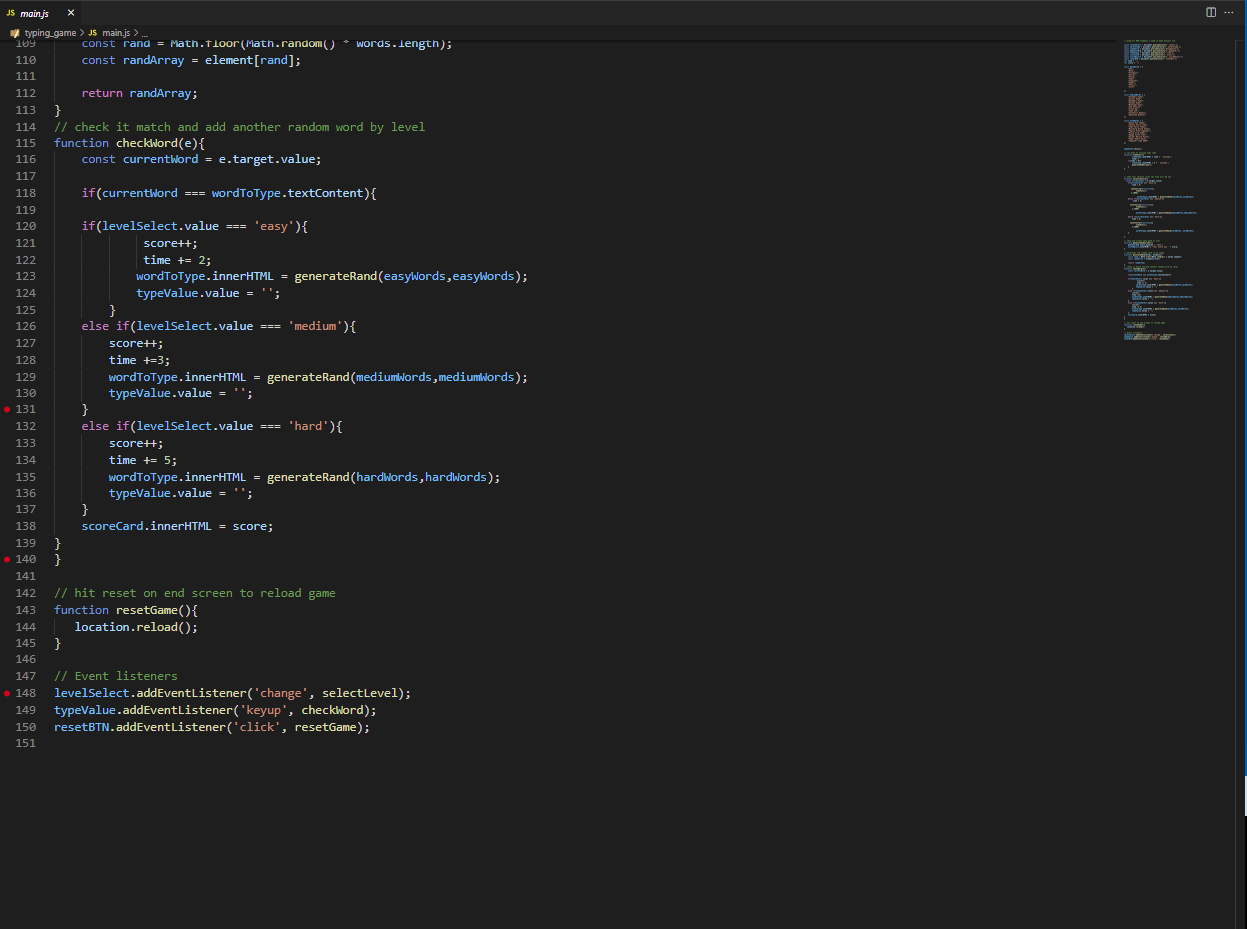 JS main.js ×
typing_game > JS main.js > ...
109 const rand = Math.floor(Math.random() * words.length);
110 const randArray = element[rand];
111
112 return randArray;
113 }
114 // check it match and add another random word by level
115 function checkWord(e){
116 const currentWord = e.target.value;
117
118 if(currentWord === wordToType.textContent){
119
120 if(levelSelect.value === 'easy'){
121 score++;
122 time += 2;
123 wordToType.innerHTML = generateRand(easyWords,easyWords);
124 typeValue.value = '';
125 }
126 else if(levelSelect.value === 'medium'){
127 score++;
128 time +=3;
129 wordToType.innerHTML = generateRand(mediumWords,mediumWords);
130 typeValue.value = '';
131 }
132 else if(levelSelect.value === 'hard'){
133 score++;
134 time += 5;
135 wordToType.innerHTML = generateRand(hardWords,hardWords);
136 typeValue.value = '';
137 }
138 scoreCard.innerHTML = score;
139 }
140 }
141
142 // hit reset on end screen to reload game
143 function resetGame(){
144 location.reload();
145 }
146
147 // Event listeners
148 levelSelect.addEventListener('change', selectLevel);
149 typeValue.addEventListener('keyup', checkWord);
150 resetBTN.addEventListener('click', resetGame);
151